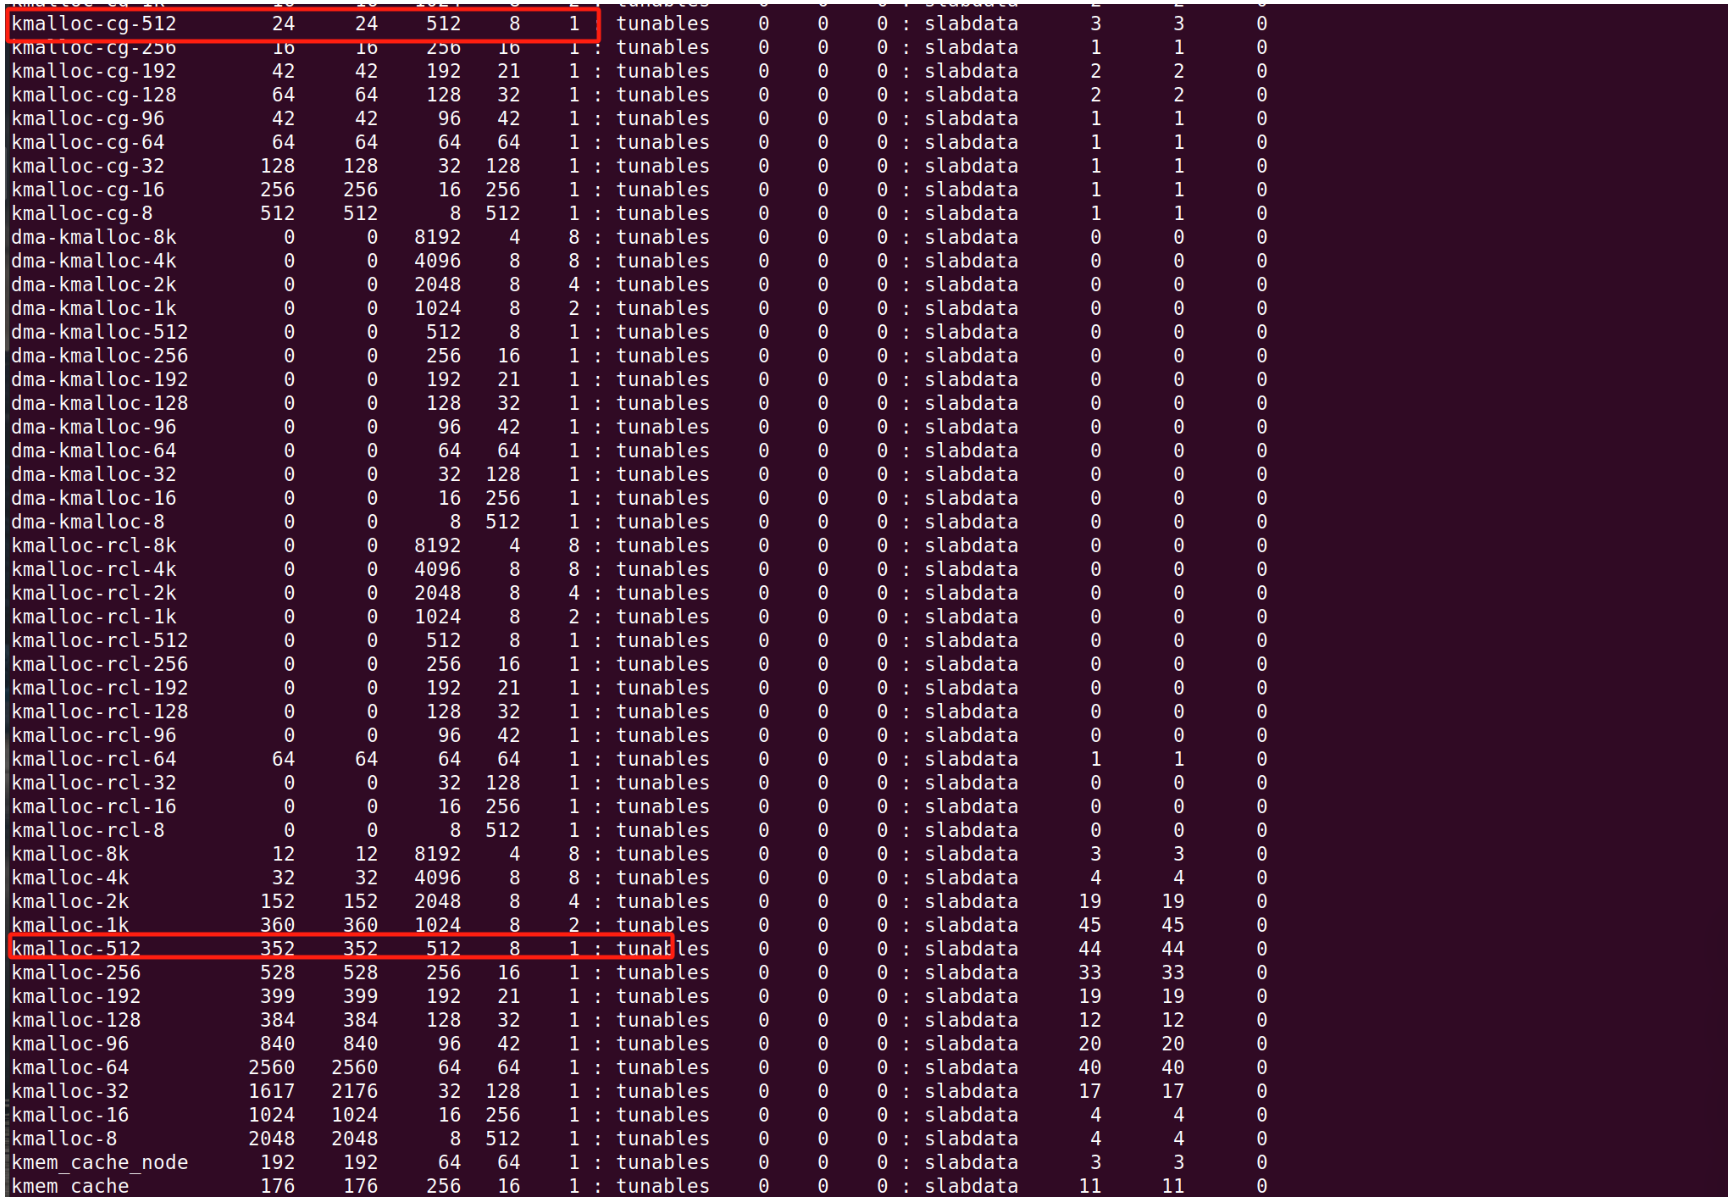 kmalloc-cg-512 24 24 512 8 1 : tunables 0 0 0 : slabdata 3 3 0
kmalloc-cg-256 16 16 256 16 1 : tunables 0 0 0 : slabdata 1 1 0
kmalloc-cg-192 42 42 192 21 1 : tunables 0 0 0 : slabdata 2 2 0
kmalloc-cg-128 64 64 128 32 1 : tunables 0 0 0 : slabdata 2 2 0
kmalloc-cg-96 42 42 96 42 1 : tunables 0 0 0 : slabdata 1 1 0
kmalloc-cg-64 64 64 64 64 1 : tunables 0 0 0 : slabdata 1 1 0
kmalloc-cg-32 128 128 32 128 1 : tunables 0 0 0 : slabdata 1 1 0
kmalloc-cg-16 256 256 16 256 1 : tunables 0 0 0 : slabdata 1 1 0
kmalloc-cg-8 512 512 8 512 1 : tunables 0 0 0 : slabdata 1 1 0
dma-kmalloc-8k 0 0 8192 4 8 : tunables 0 0 0 : slabdata 0 0 0
dma-kmalloc-4k 0 0 4096 8 8 : tunables 0 0 0 : slabdata 0 0 0
dma-kmalloc-2k 0 0 2048 8 4 : tunables 0 0 0 : slabdata 0 0 0
dma-kmalloc-1k 0 0 1024 8 2 : tunables 0 0 0 : slabdata 0 0 0
dma-kmalloc-512 0 0 512 8 1 : tunables 0 0 0 : slabdata 0 0 0
dma-kmalloc-256 0 0 256 16 1 : tunables 0 0 0 : slabdata 0 0 0
dma-kmalloc-192 0 0 192 21 1 : tunables 0 0 0 : slabdata 0 0 0
dma-kmalloc-128 0 0 128 32 1 : tunables 0 0 0 : slabdata 0 0 0
dma-kmalloc-96 0 0 96 42 1 : tunables 0 0 0 : slabdata 0 0 0
dma-kmalloc-64 0 0 64 64 1 : tunables 0 0 0 : slabdata 0 0 0
dma-kmalloc-32 0 0 32 128 1 : tunables 0 0 0 : slabdata 0 0 0
dma-kmalloc-16 0 0 16 256 1 : tunables 0 0 0 : slabdata 0 0 0
dma-kmalloc-8 0 0 8 512 1 : tunables 0 0 0 : slabdata 0 0 0
kmalloc-rcl-8k 0 0 8192 4 8 : tunables 0 0 0 : slabdata 0 0 0
kmalloc-rcl-4k 0 0 4096 8 8 : tunables 0 0 0 : slabdata 0 0 0
kmalloc-rcl-2k 0 0 2048 8 4 : tunables 0 0 0 : slabdata 0 0 0
kmalloc-rcl-1k 0 0 1024 8 2 : tunables 0 0 0 : slabdata 0 0 0
kmalloc-rcl-512 0 0 512 8 1 : tunables 0 0 0 : slabdata 0 0 0
kmalloc-rcl-256 0 0 256 16 1 : tunables 0 0 0 : slabdata 0 0 0
kmalloc-rcl-192 0 0 192 21 1 : tunables 0 0 0 : slabdata 0 0 0
kmalloc-rcl-128 0 0 128 32 1 : tunables 0 0 0 : slabdata 0 0 0
kmalloc-rcl-96 0 0 96 42 1 : tunables 0 0 0 : slabdata 0 0 0
kmalloc-rcl-64 64 64 64 64 1 : tunables 0 0 0 : slabdata 1 1 0
kmalloc-rcl-32 0 0 32 128 1 : tunables 0 0 0 : slabdata 0 0 0
kmalloc-rcl-16 0 0 16 256 1 : tunables 0 0 0 : slabdata 0 0 0
kmalloc-rcl-8 0 0 8 512 1 : tunables 0 0 0 : slabdata 0 0 0
kmalloc-8k 12 12 8192 4 8 : tunables 0 0 0 : slabdata 3 3 0
kmalloc-4k 32 32 4096 8 8 : tunables 0 0 0 : slabdata 4 4 0
kmalloc-2k 152 152 2048 8 4 : tunables 0 0 0 : slabdata 19 19 0
kmalloc-1k 360 360 1024 8 2 : tunables 0 0 0 : slabdata 45 45 0
kmalloc-512 352 352 512 8 1 : tunables 0 0 0 : slabdata 44 44 0
kmalloc-256 528 528 256 16 1 : tunables 0 0 0 : slabdata 33 33 0
kmalloc-192 399 399 192 21 1 : tunables 0 0 0 : slabdata 19 19 0
kmalloc-128 384 384 128 32 1 : tunables 0 0 0 : slabdata 12 12 0
kmalloc-96 840 840 96 42 1 : tunables 0 0 0 : slabdata 20 20 0
kmalloc-64 2560 2560 64 64 1 : tunables 0 0 0 : slabdata 40 40 0
kmalloc-32 1617 2176 32 128 1 : tunables 0 0 0 : slabdata 17 17 0
kmalloc-16 1024 1024 16 256 1 : tunables 0 0 0 : slabdata 4 4 0
kmalloc-8 2048 2048 8 512 1 : tunables 0 0 0 : slabdata 4 4 0
kmem_cache_node 192 192 64 64 1 : tunables 0 0 0 : slabdata 3 3 0
kmem_cache 176 176 256 16 1 : tunables 0 0 0 : slabdata 11 11 0